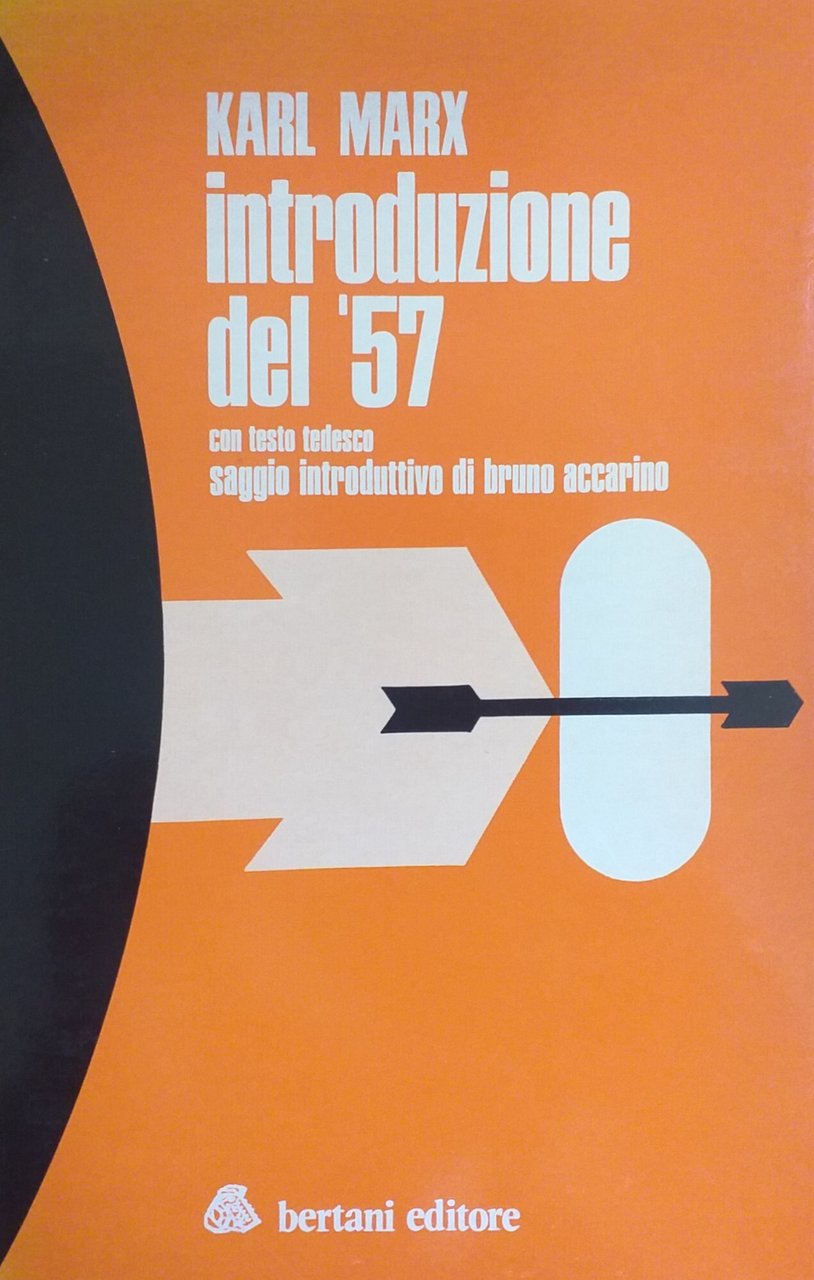 KARL MARX
introduzione
del '57
con testo tedesco
saggio introduttivo di bruno accarino
bertani editore